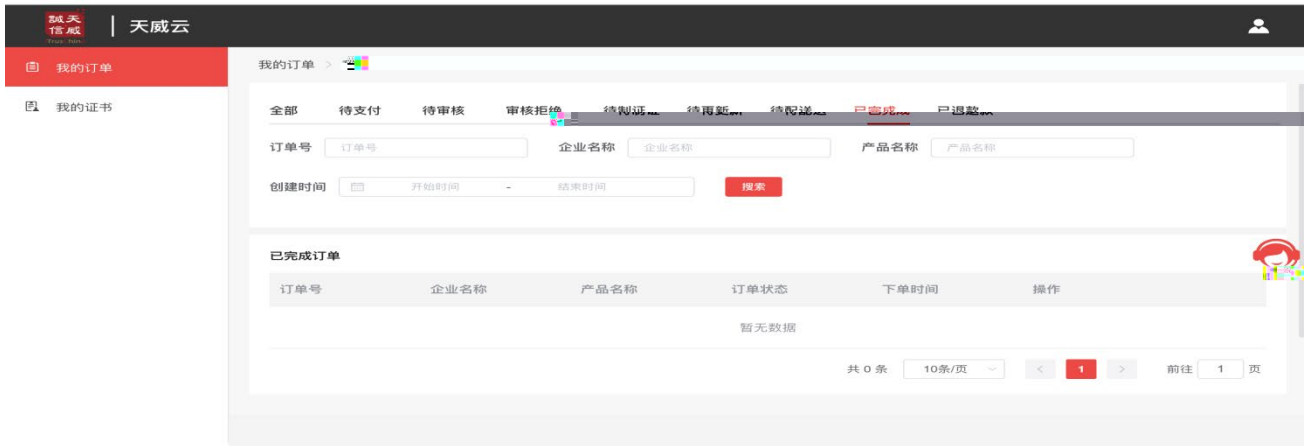 誠天
信威 | 天威云
我的订单
我的证书
我的订单 >
全部 待支付 待审核 审核拒绝 待制证 待更新 待配送 已完成 已退款
订单号 订单号 企业名称 企业名称 产品名称 产品名称
创建时间 开始时间 - 结束时间 搜索
已完成订单
订单号 企业名称 产品名称 订单状态 下单时间 操作
暂无数据
共 0 条 10条/页 < 1 > 前往 1 页